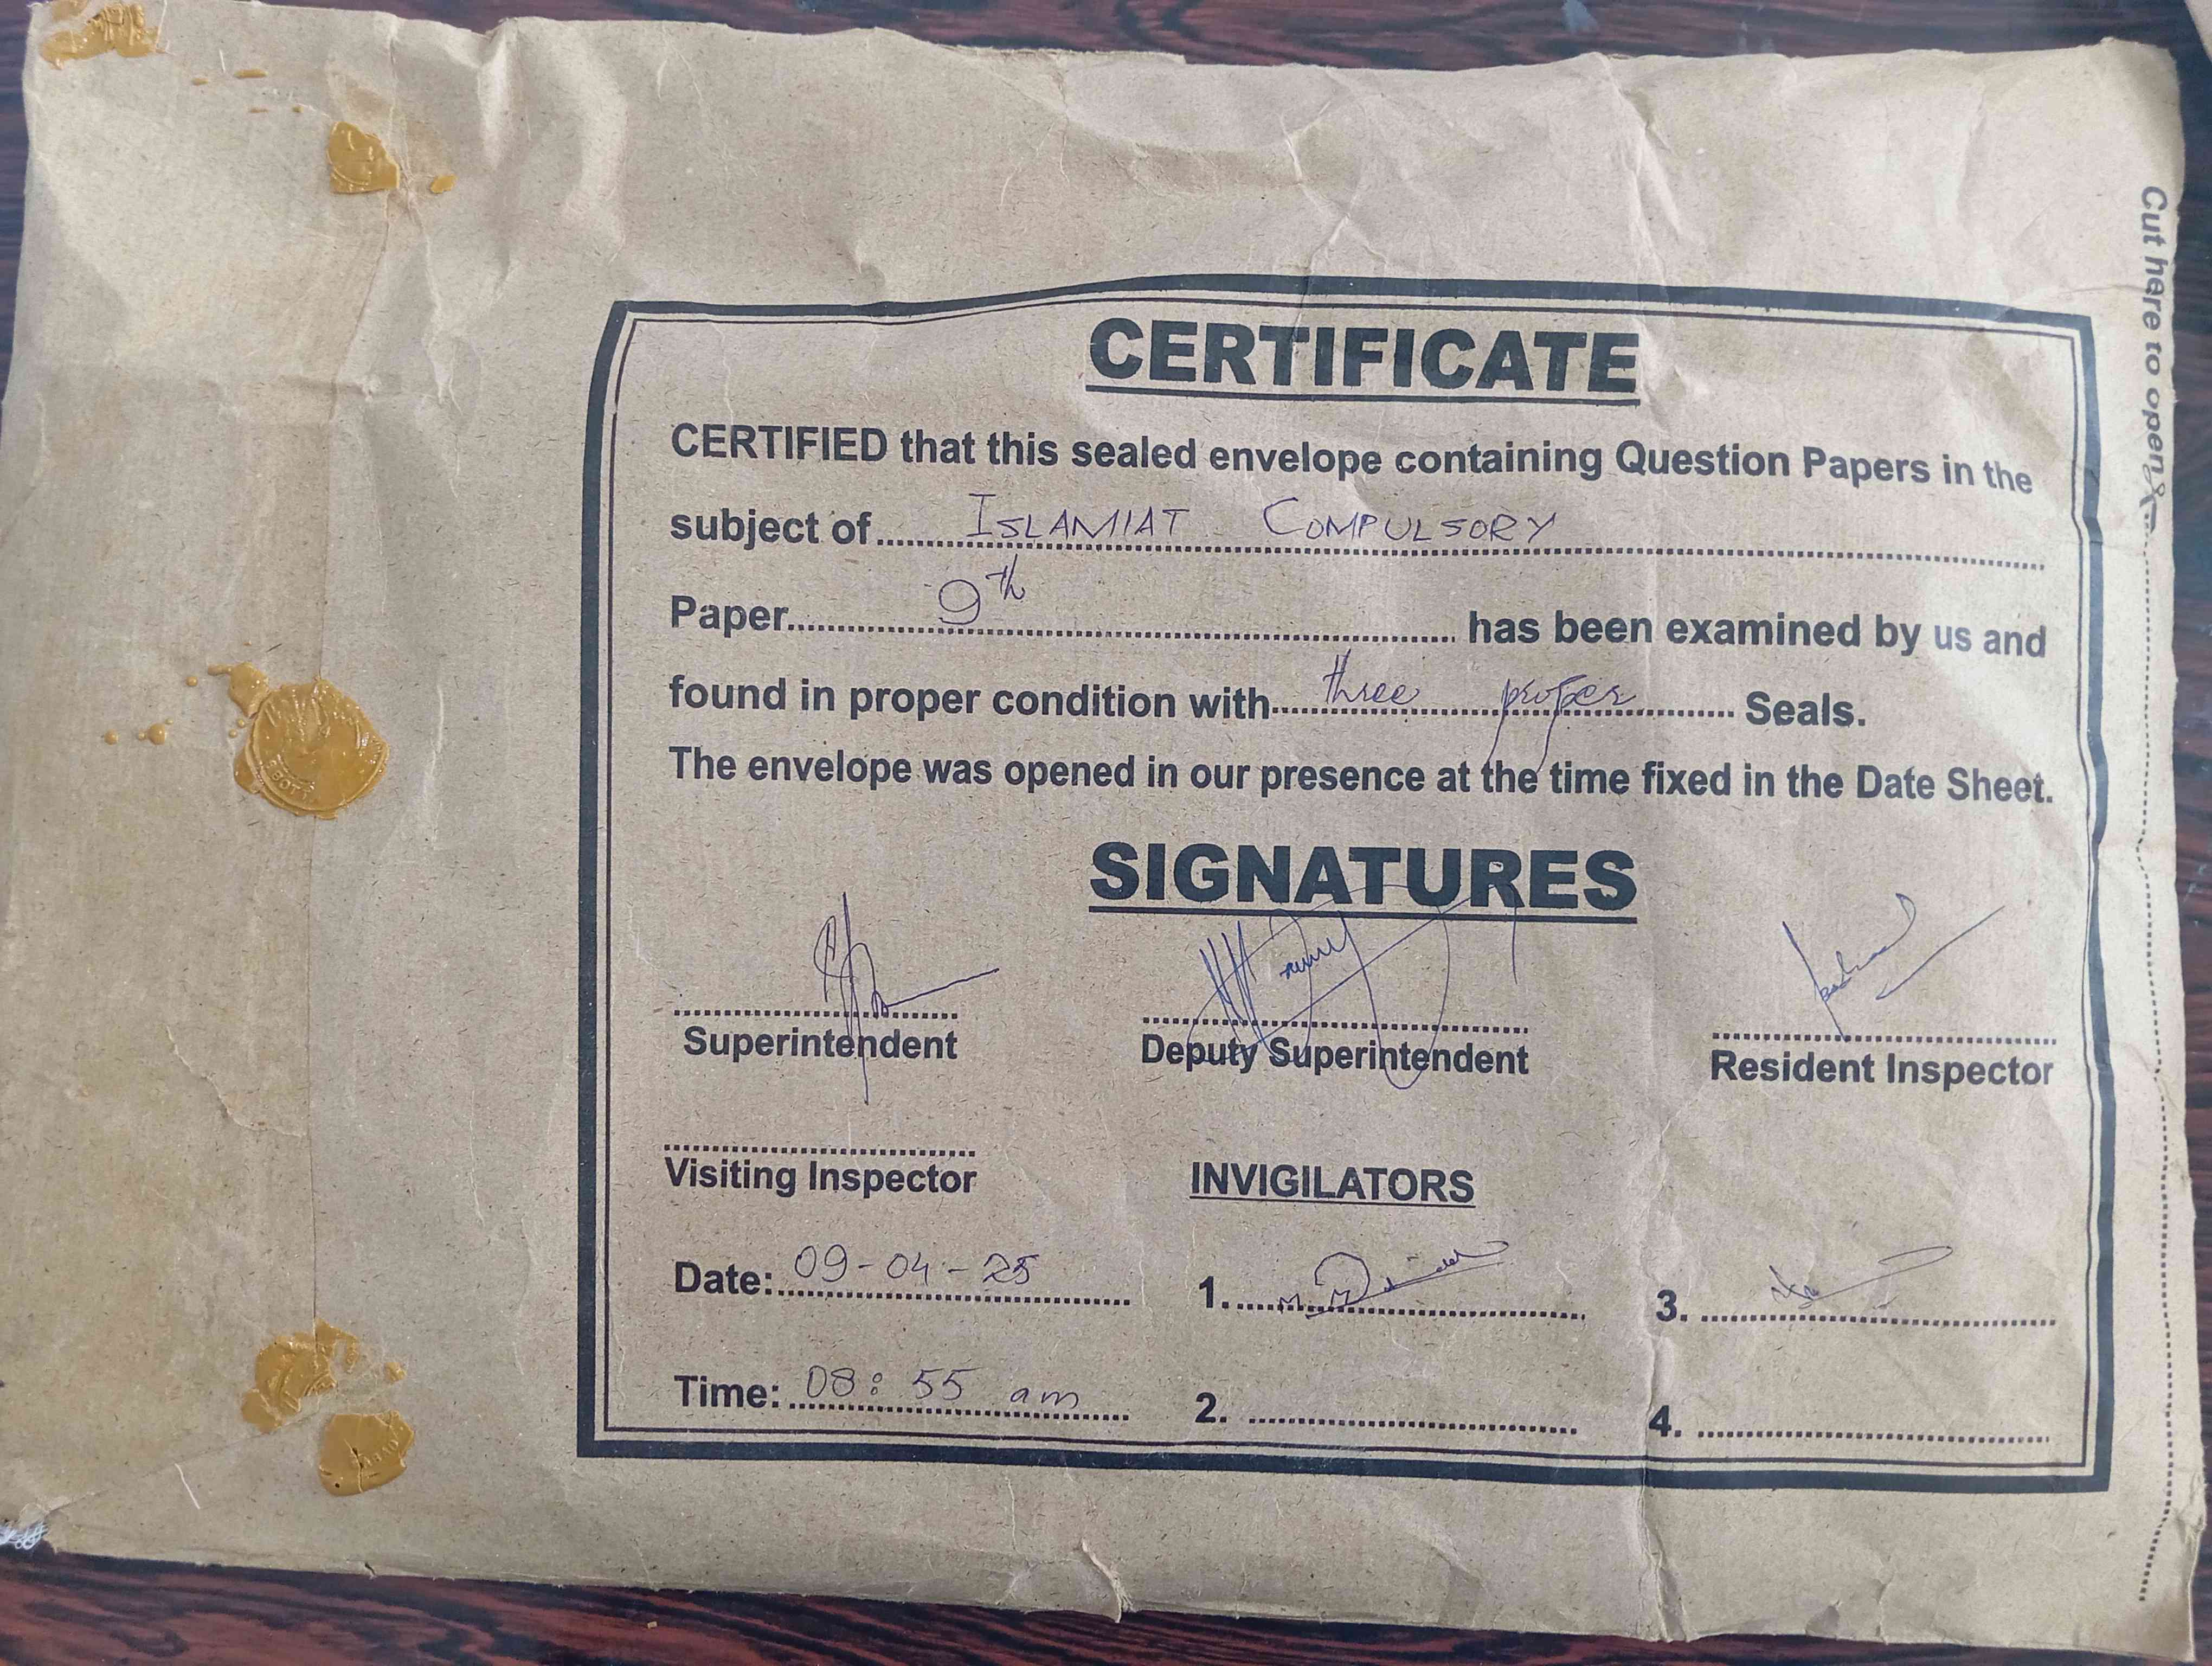 CERTIFICATE
CERTIFIED that this sealed envelope containing Question Papers in the
subject of ISLAMIAT COMPULSORY
Paper 9th has been examined by us and
found in proper condition with three proper Seals.
The envelope was opened in our presence at the time fixed in the Date Sheet.
SIGNATURES
Superintendent Deputy Superintendent Resident Inspector
Visiting Inspector INVIGILATORS
Date: 09-04-25 1. 3.
Time: 08:55 am 2. 4.
Cut here to open